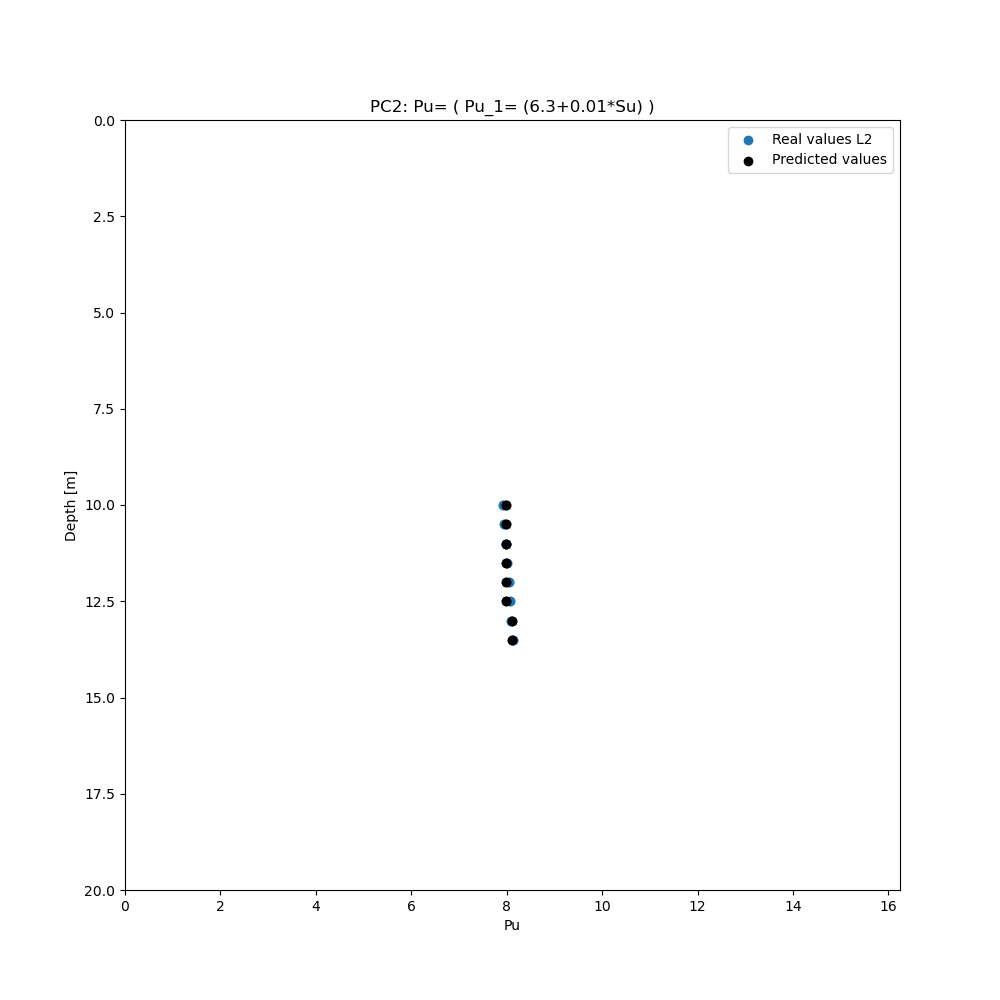 PC2: Pu= ( Pu_1= (6.3+0.01*Su) )
Real values L2
Predicted values
0.0
2.5
5.0
7.5
10.0
12.5
15.0
17.5
20.0
Depth [m]
0 2 4 6 8 10 12 14 16
Pu